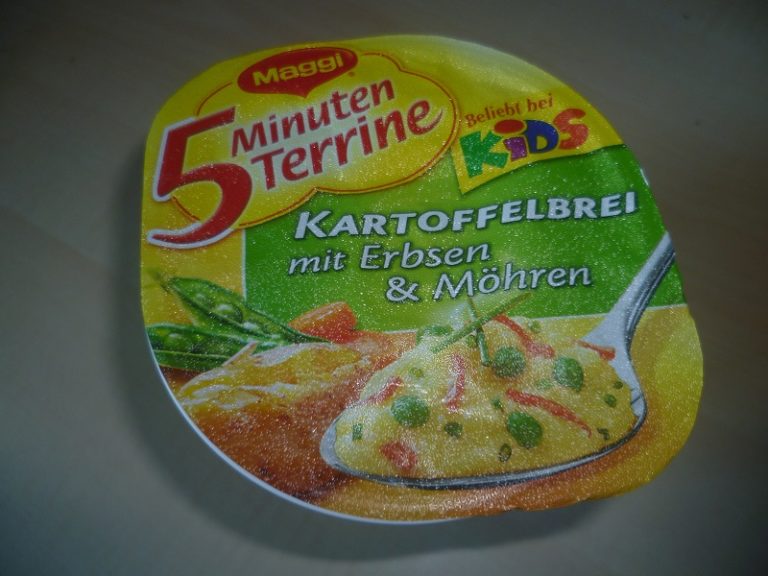 Maggi
5 Minuten
Terrine
Beliebt bei
KiDS
KARTOFFELBREI
mit Erbsen
& Möhren